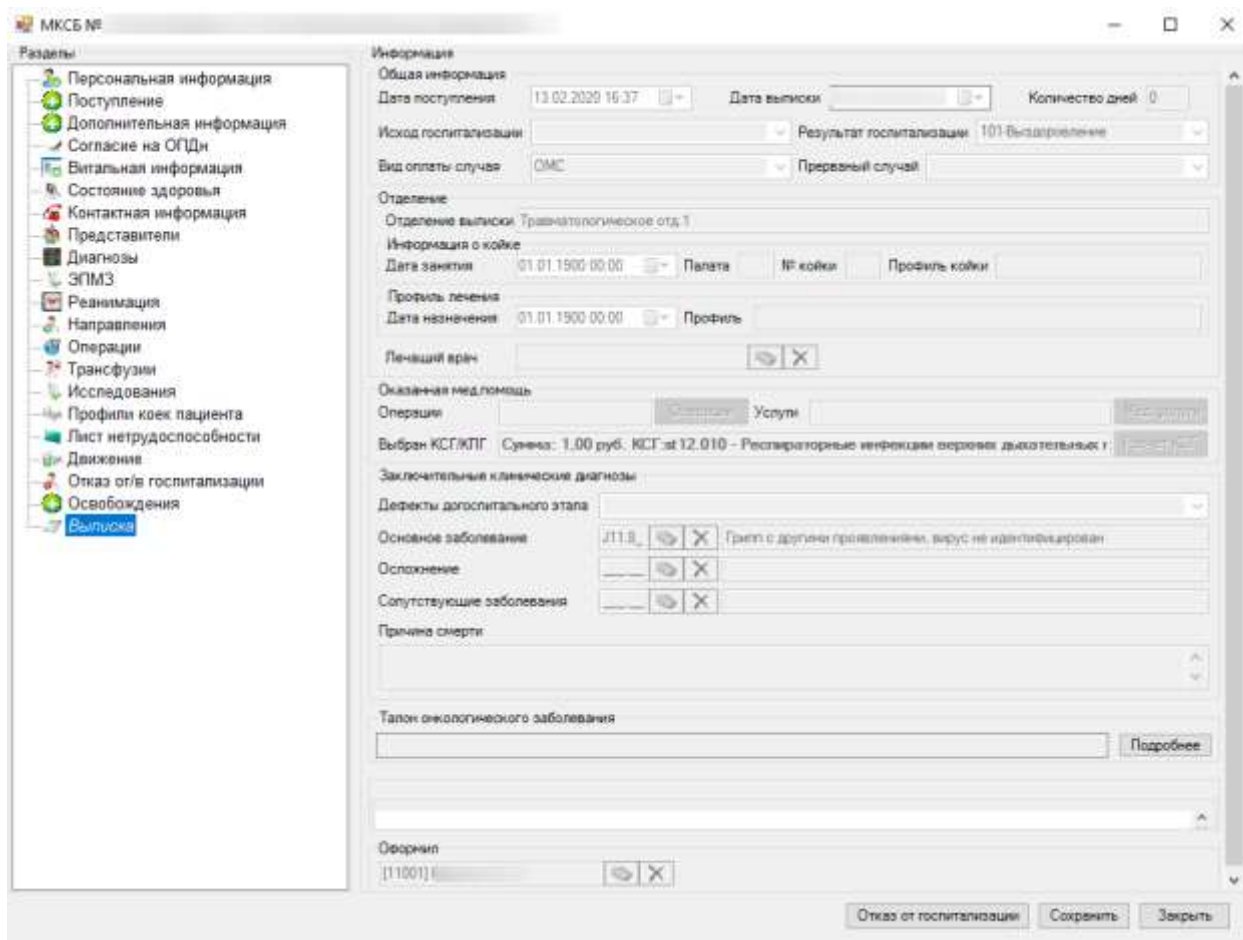 МКСБ №
Разделы
Персональная информация
Поступление
Дополнительная информация
Согласие на ОПДн
Витальная информация
Состояние здоровья
Контактная информация
Представители
Диагнозы
ЭПМЗ
Реанимация
Направления
Операции
Трансфузии
Исследования
Профили коек пациента
Лист нетрудоспособности
Движение
Отказ от/в госпитализации
Освобождения
Выписка
Информация
Общая информация
Дата поступления 13.02.2020 16:37 Дата выписки Количество дней 0
Исход госпитализации Результат госпитализации 101-Выздоровление
Вид оплаты случая ОМС Прерваный случай
Отделение
Отделение выписки Травматологическое отд.1
Информация о койке
Дата занятия 01.01.1900 00:00 Палата № койки Профиль койки
Профиль лечения
Дата назначения 01.01.1900 00:00 Профиль
Лечащий врач
Оказанная мед.помощь
Операции Услуги
Выбран КСГ/КПГ Сумма: 1,00 руб. КСГ:st12.010 - Респираторные инфекции верхних дыхательных п
Заключительные клинические диагнозы
Дефекты догоспитального этапа
Основное заболевание J11.8_ Грипп с другими проявлениями, вирус не идентифицирован
Осложнение
Сопутствующие заболевания
Причина смерти
Талон онкологического заболевания
Подробнее
Оформил
[11001]
Отказ от госпитализации Сохранить Закрыть